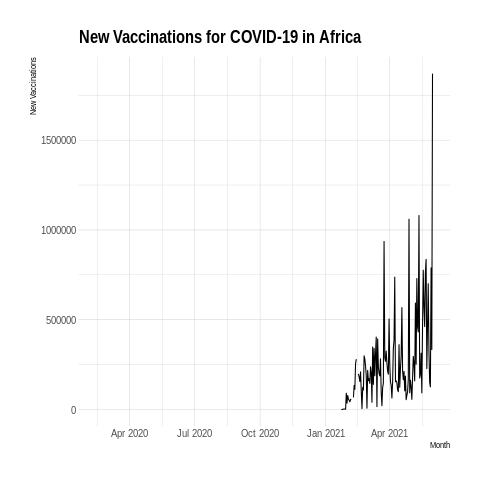 New Vaccinations for COVID-19 in Africa
New Vaccinations
1500000
1000000
500000
0
Apr 2020 Jul 2020 Oct 2020 Jan 2021 Apr 2021
Month